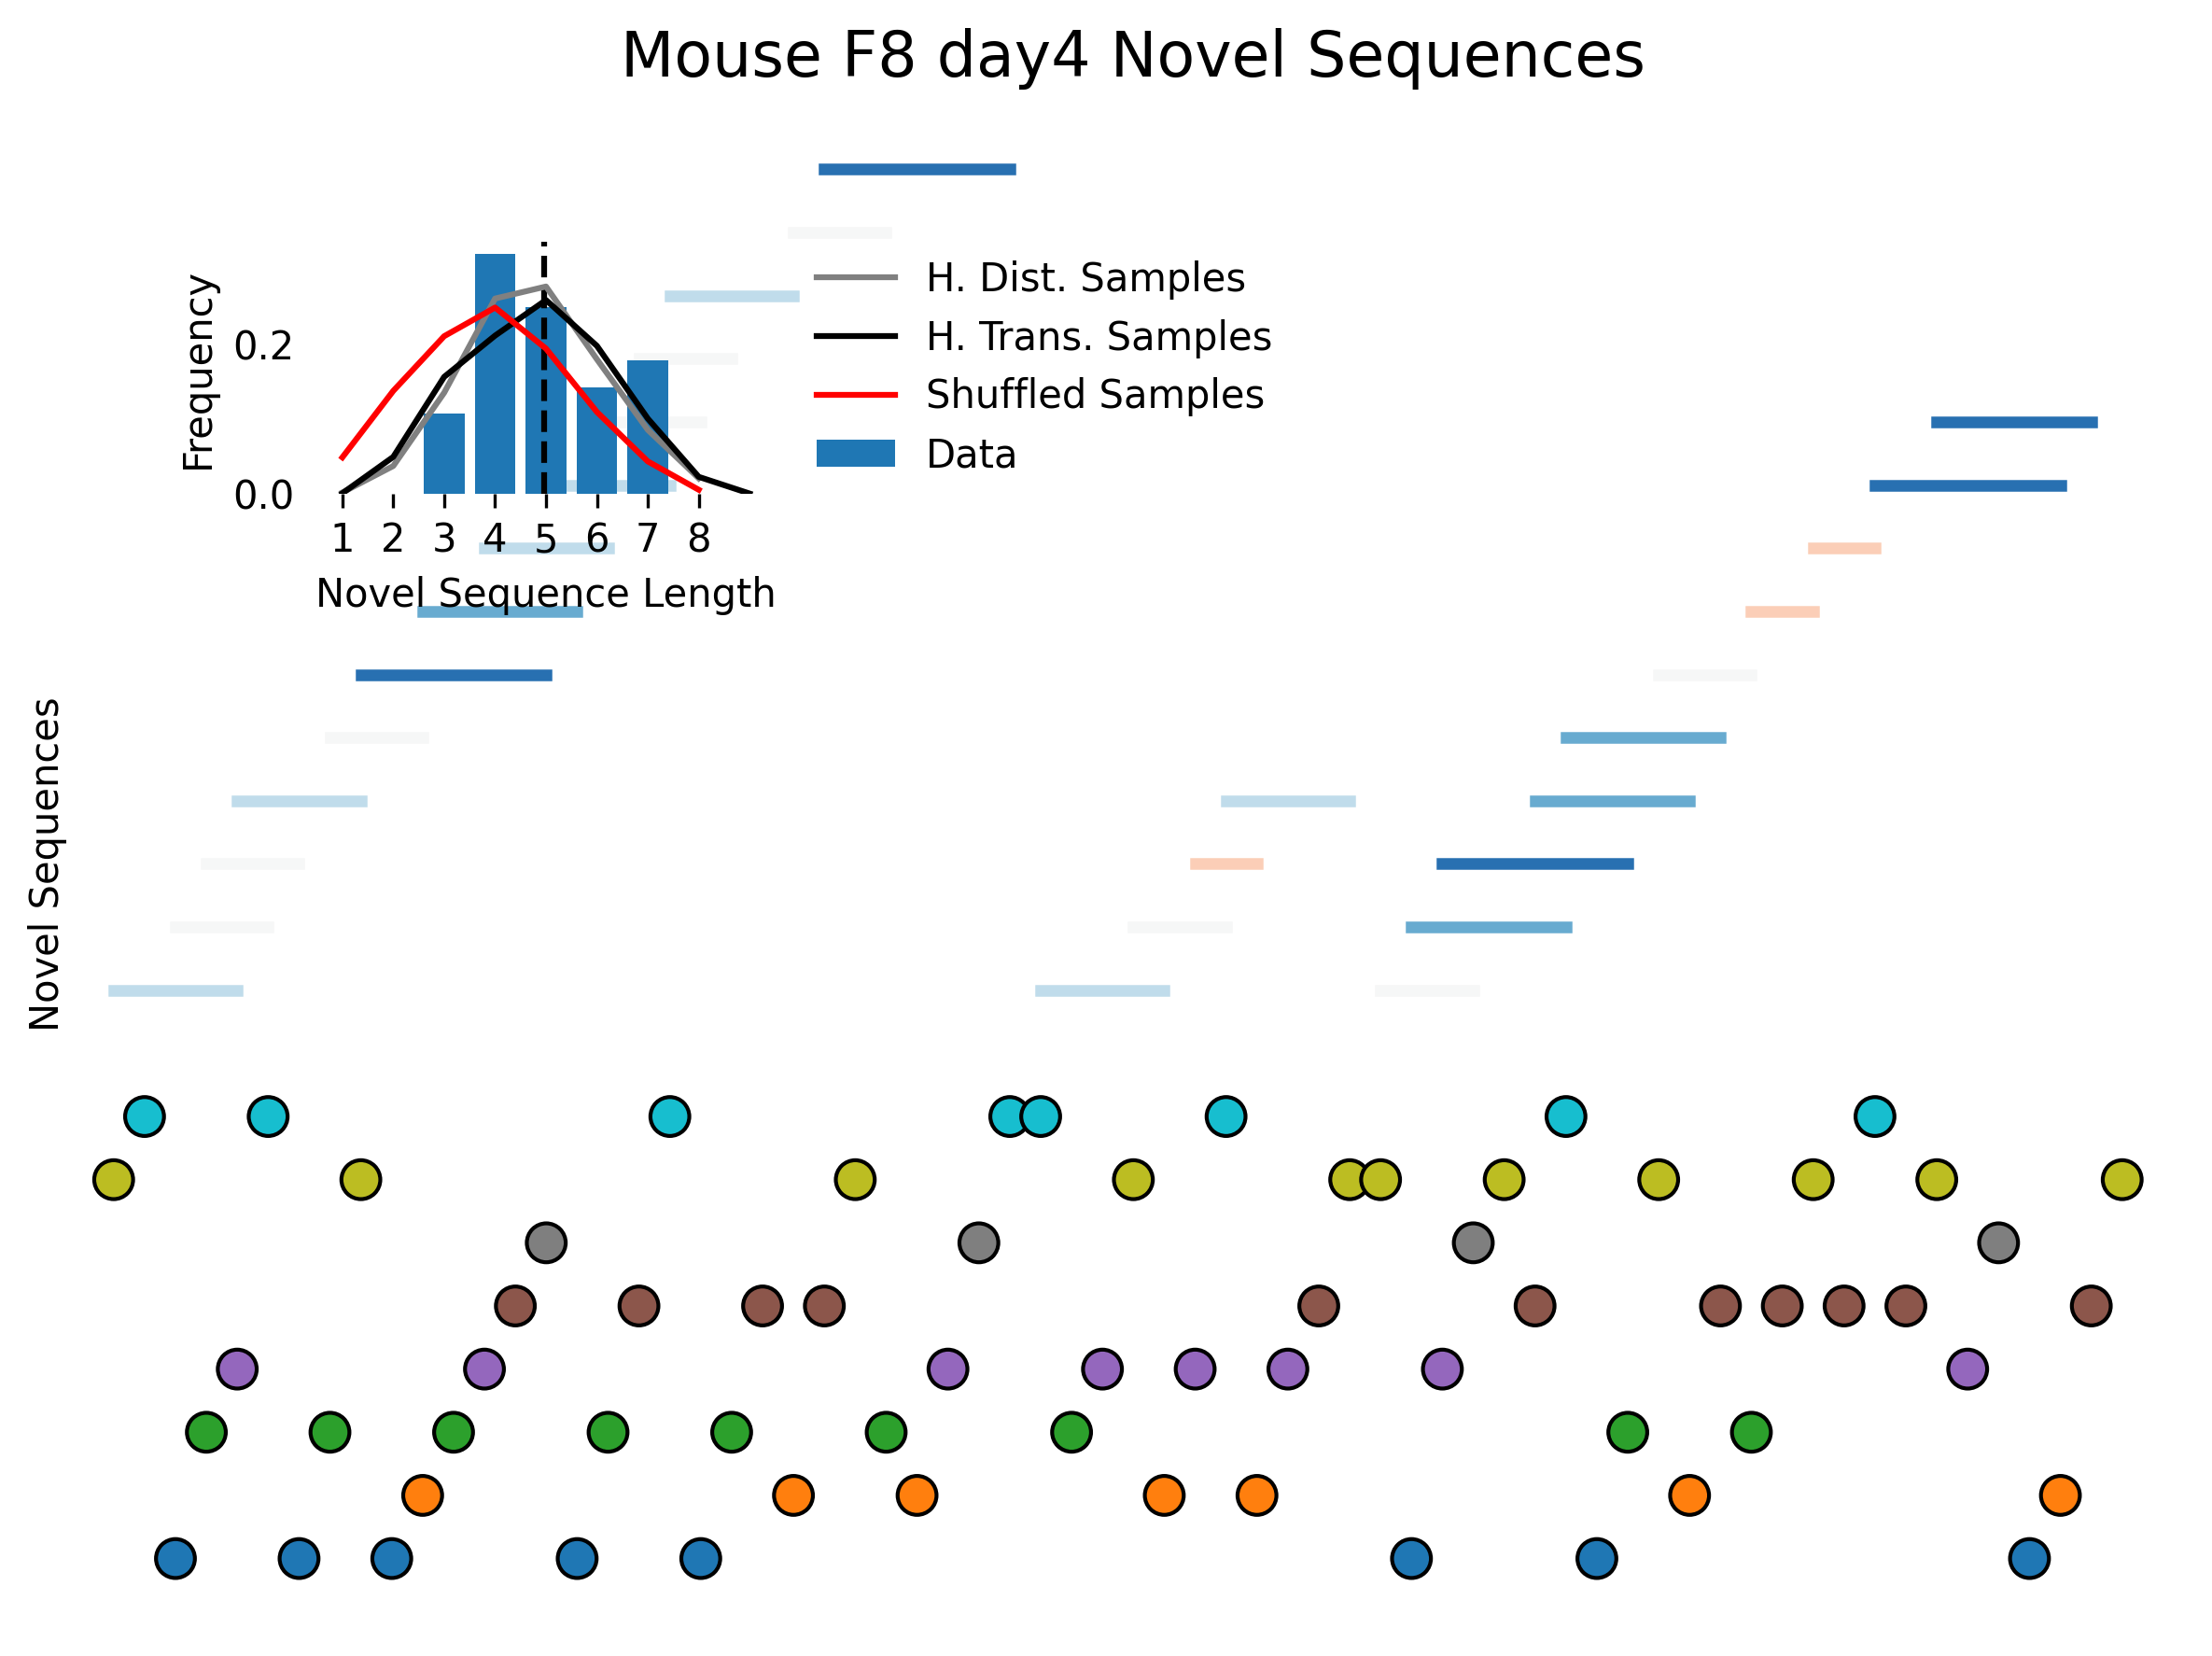 Mouse F8 day4 Novel Sequences
Frequency
0.2
0.0
1 2 3 4 5 6 7 8
Novel Sequence Length
H. Dist. Samples
H. Trans. Samples
Shuffled Samples
Data
Novel Sequences